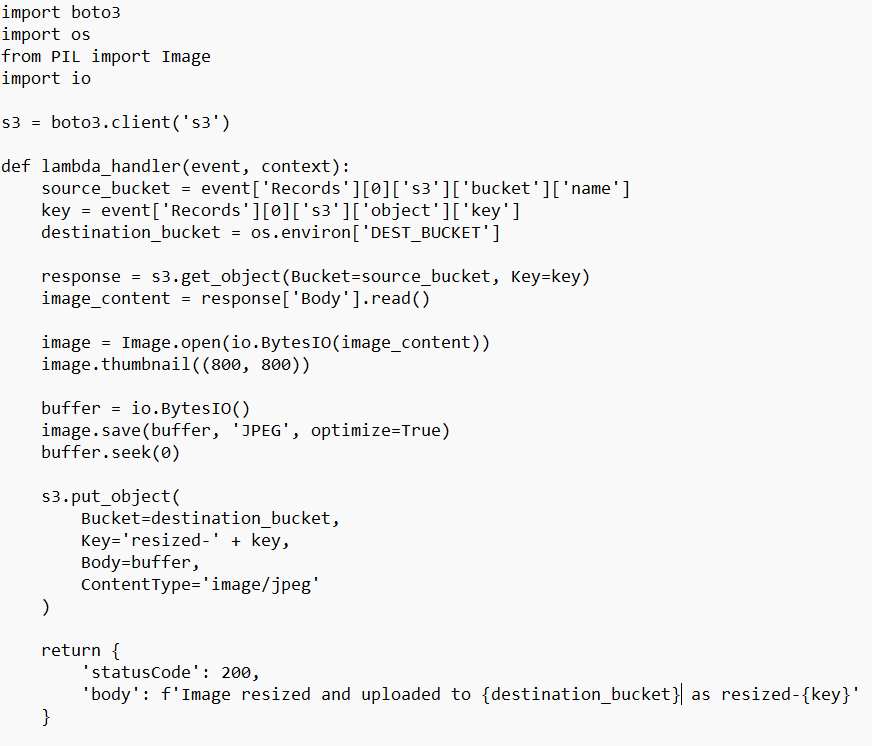 import boto3
import os
from PIL import Image
import io

s3 = boto3.client('s3')

def lambda_handler(event, context):
    source_bucket = event['Records'][0]['s3']['bucket']['name']
    key = event['Records'][0]['s3']['object']['key']
    destination_bucket = os.environ['DEST_BUCKET']

    response = s3.get_object(Bucket=source_bucket, Key=key)
    image_content = response['Body'].read()

    image = Image.open(io.BytesIO(image_content))
    image.thumbnail((800, 800))

    buffer = io.BytesIO()
    image.save(buffer, 'JPEG', optimize=True)
    buffer.seek(0)

    s3.put_object(
        Bucket=destination_bucket,
        Key='resized-' + key,
        Body=buffer,
        ContentType='image/jpeg'
    )

    return {
        'statusCode': 200,
        'body': f'Image resized and uploaded to {destination_bucket} as resized-{key}'
    }